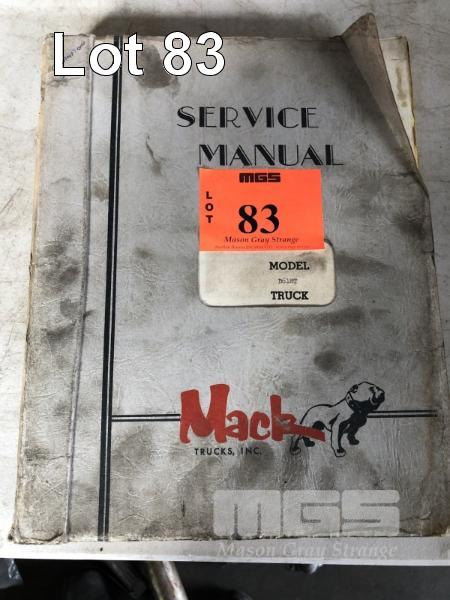 Lot 83
SERVICE
MANUAL
MGS
LOT
83
Mason Gray Strange
MODEL
B61HT
TRUCK
Mack
TRUCKS, INC.
MGS
Mason Gray Strange